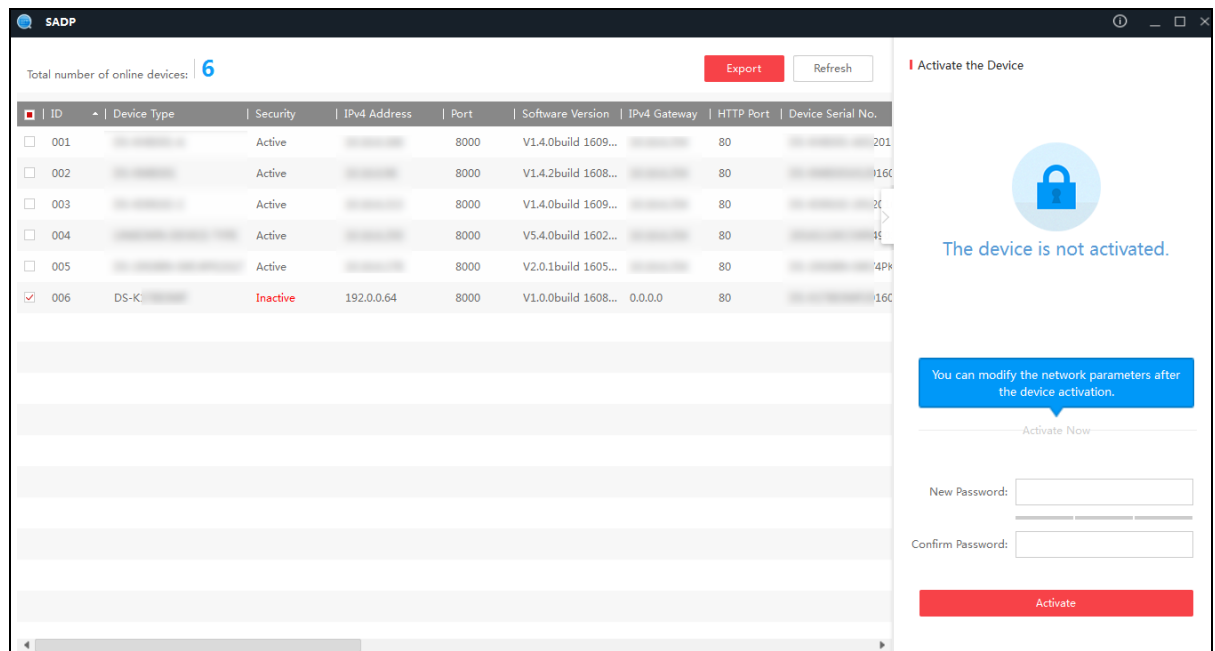 SADP
Total number of online devices: 6
Export
Refresh
ID Device Type Security IPv4 Address Port Software Version IPv4 Gateway HTTP Port Device Serial No.
001 Active 8000 V1.4.0build 1609... 80 201
002 Active 8000 V1.4.2build 1608... 80 160
003 Active 8000 V1.4.0build 1609... 80
004 Active 8000 V5.4.0build 1602... 80
005 Active 8000 V2.0.1build 1605... 80
006 DS-K Inactive 192.0.0.64 8000 V1.0.0build 1608... 0.0.0.0 80 160
Activate the Device
The device is not activated.
You can modify the network parameters after
the device activation.
Activate Now
New Password:
Confirm Password:
Activate